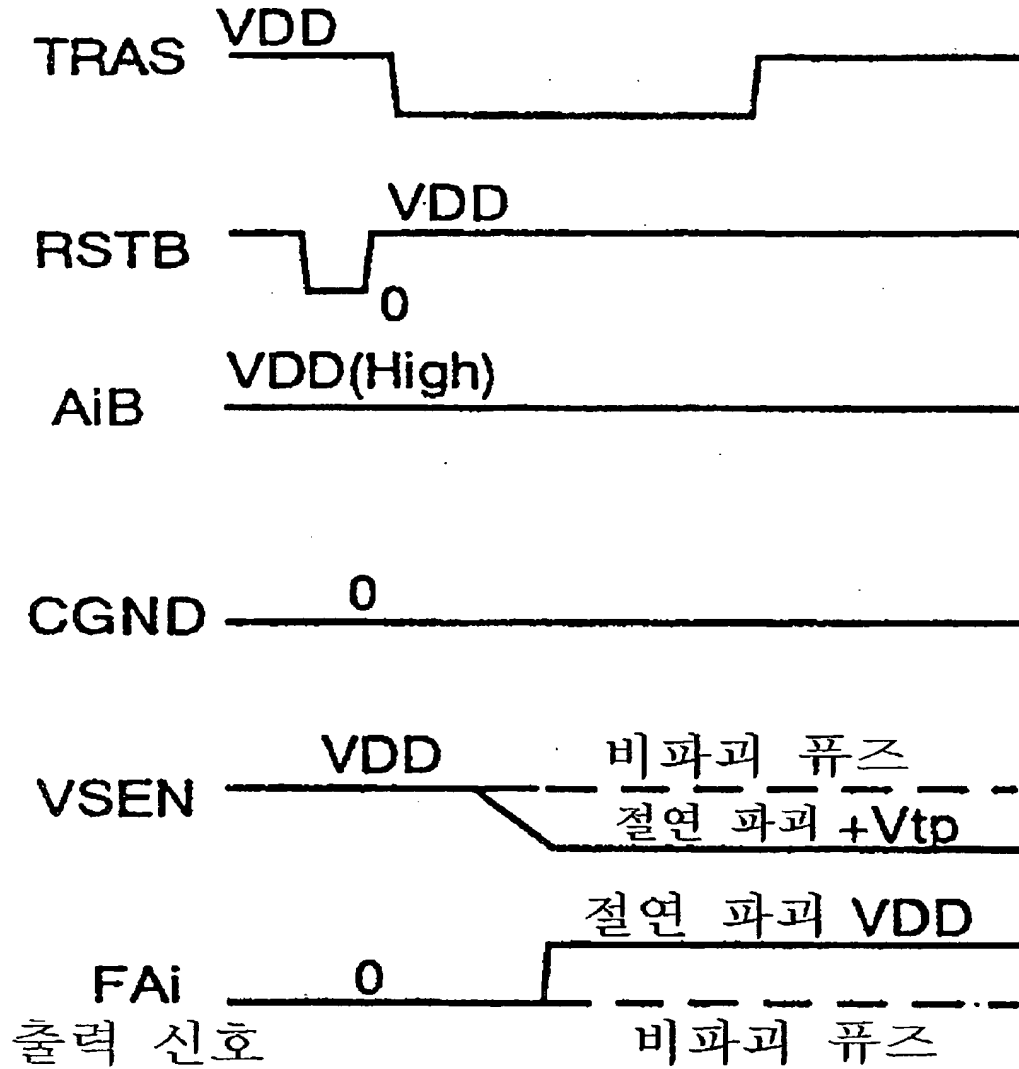 VDD
TRAS
VDD
RSTB
0
VDD(High)
AiB
0
CGND
VDD 비파괴 퓨즈
VSEN
절연 파괴 +Vtp
절연 파괴 VDD
FAi 0
출력 신호 비파괴 퓨즈